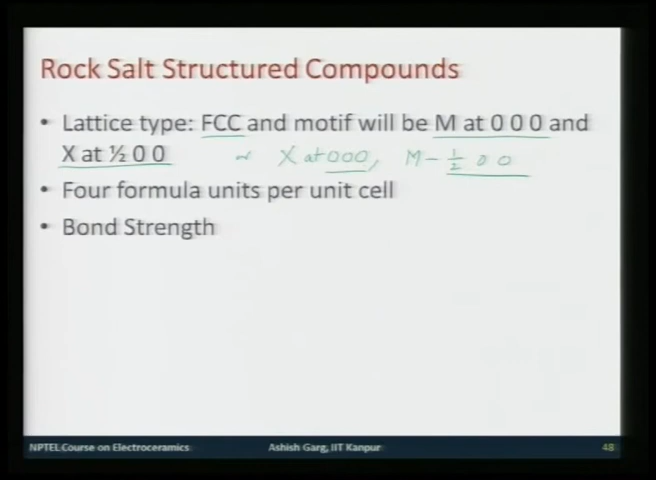 Rock Salt Structured Compounds
• Lattice type: FCC and motif will be M at 0 0 0 and
X at ½ 0 0 or X at 000, M - 1/2 0 0
• Four formula units per unit cell
• Bond Strength
NPTEL Course on Electroceramics Ashish Garg, IIT Kanpur 48